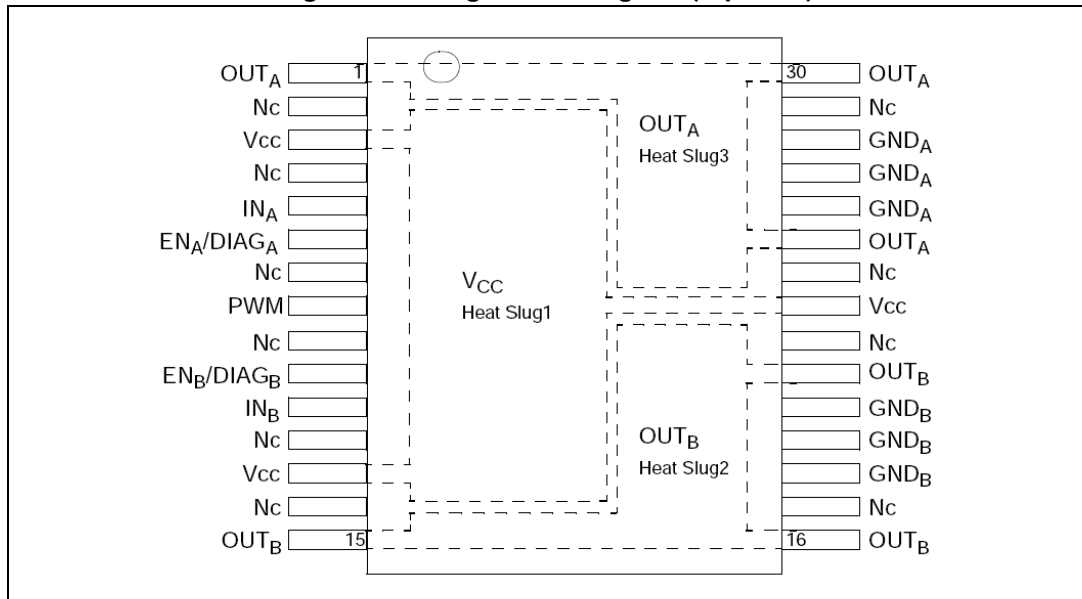 OUTA 1 30 OUTA
Nc Nc
Vcc GNDA
Nc GNDA
INA GNDA
ENA/DIAGA OUTA
Nc Nc
PWM Vcc
Nc Nc
ENB/DIAGB OUTB
INB GNDB
Nc GNDB
Vcc GNDB
Nc Nc
OUTB 15 16 OUTB
OUTA
Heat Slug3
VCC
Heat Slug1
OUTB
Heat Slug2